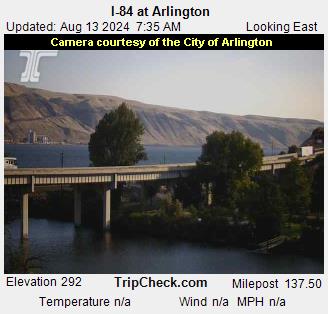 I-84 at Arlington
Updated: Aug 13 2024 7:35 AM Looking East
Camera courtesy of the City of Arlington
Elevation 292 TripCheck.com Milepost 137.50
Temperature n/a Wind n/a MPH n/a